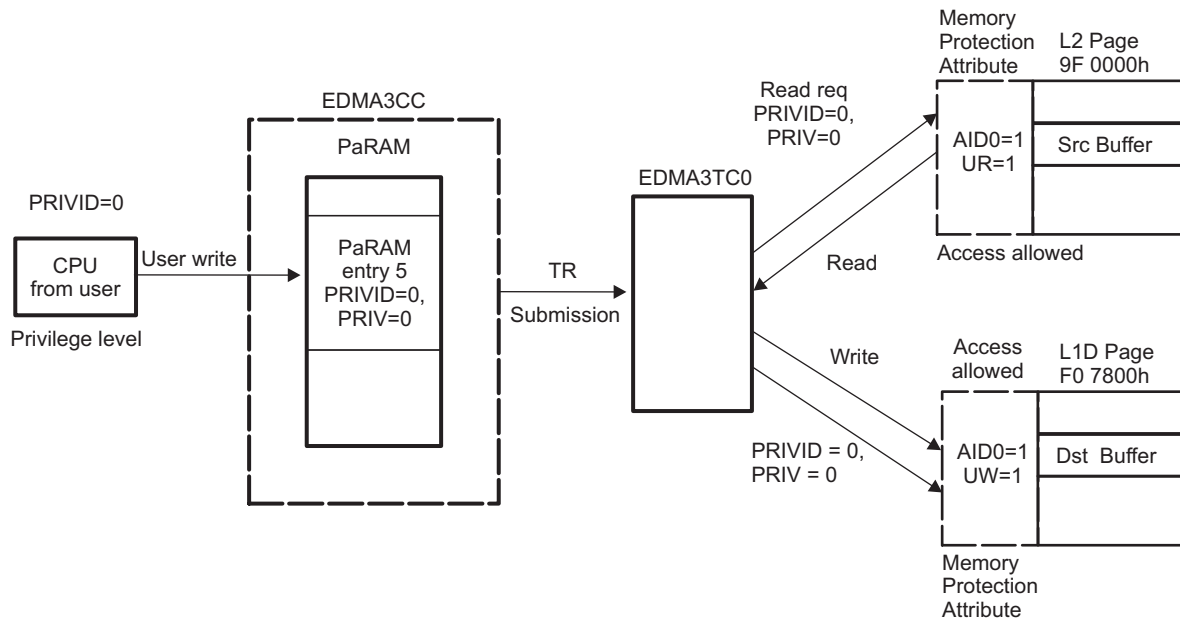 PRIVID=0
CPU
from user
Privilege level
User write
EDMA3CC
PaRAM
PaRAM
entry 5
PRIVID=0,
PRIV=0
TR
Submission
EDMA3TC0
Read req
PRIVID=0,
PRIV=0
Read
Memory
Protection
Attribute
L2 Page
9F 0000h
AID0=1
UR=1
Src Buffer
Access allowed
Write
PRIVID = 0,
PRIV = 0
Access
allowed
L1D Page
F0 7800h
AID0=1
UW=1
Dst Buffer
Memory
Protection
Attribute